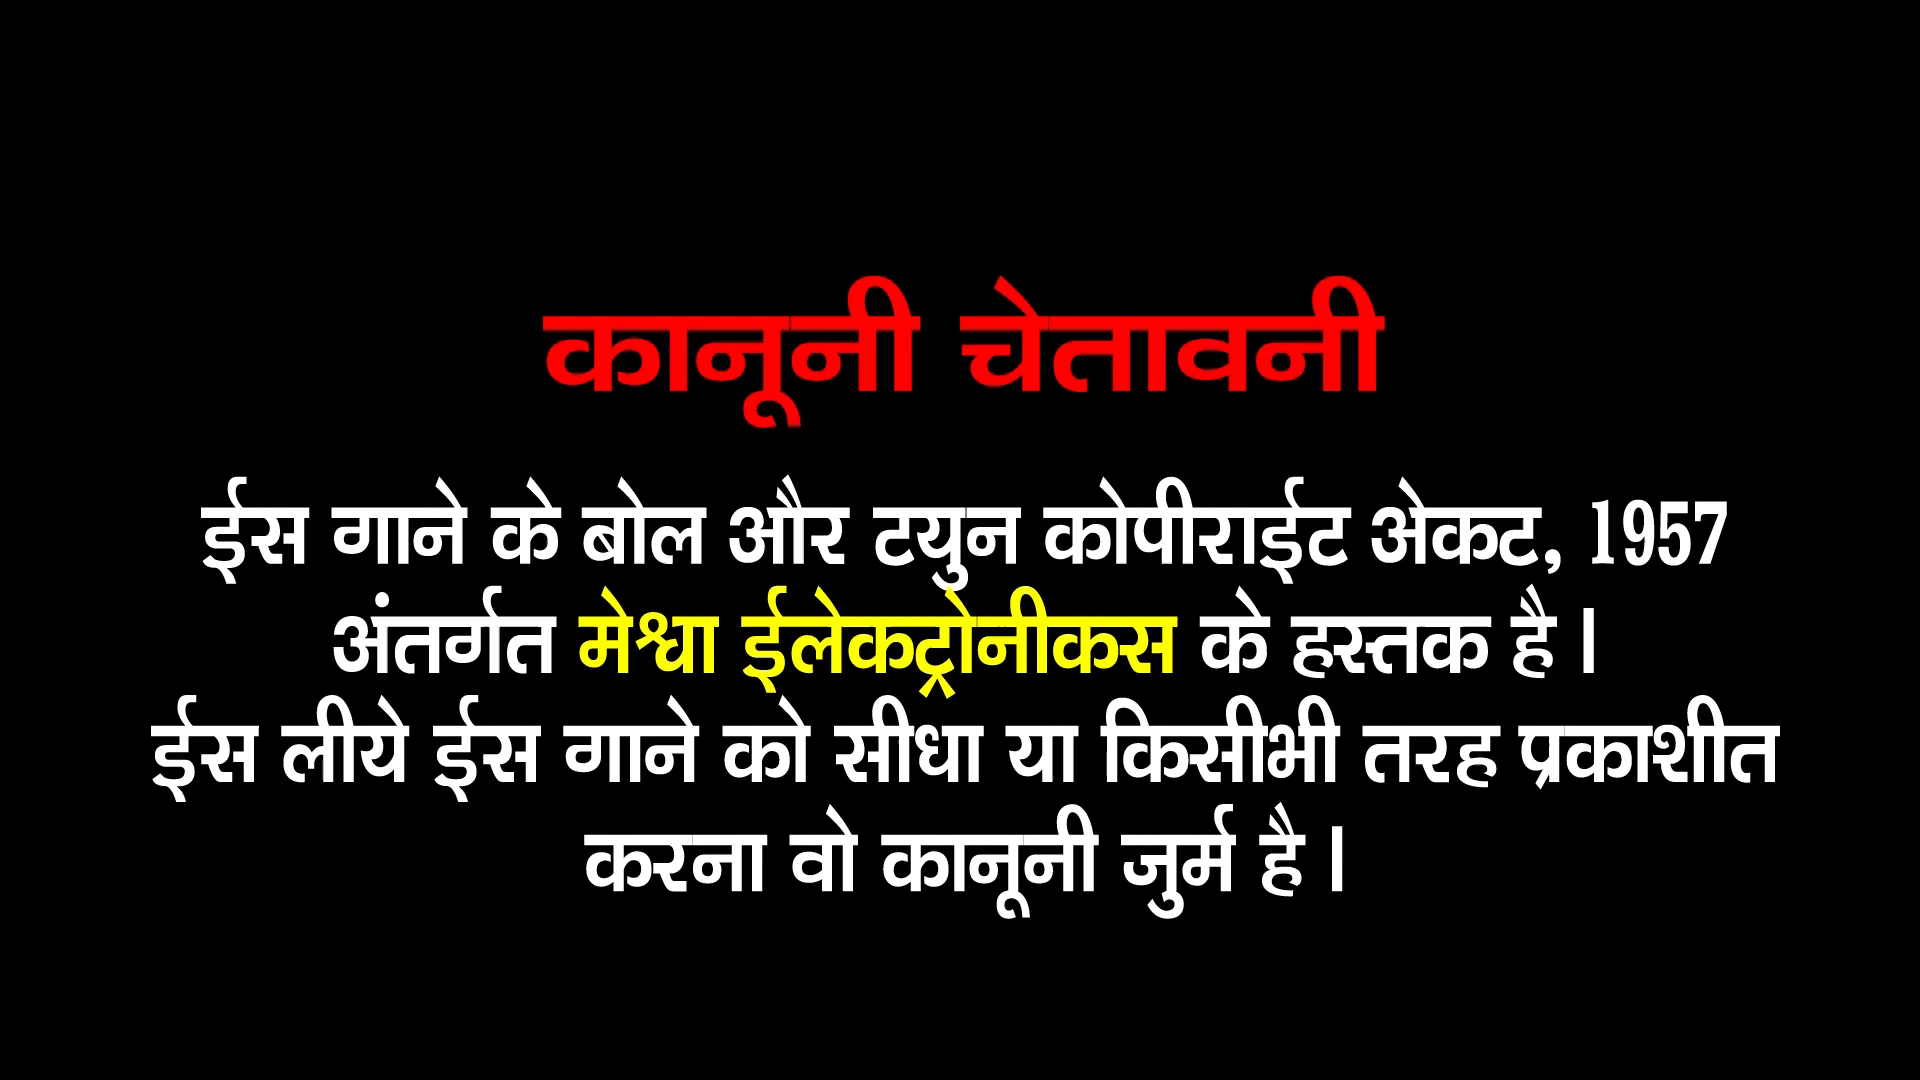 कानूनी चेतावनी
ईस गाने के बोल और टयुन कोपीराईट अेकट, 1957
अंतर्गत मेश्वा ईलेकट्रोनीकस के हस्तक है ।
ईस लीये ईस गाने को सीधा या किसीभी तरह प्रकाशीत
करना वो कानूनी जुर्म है ।